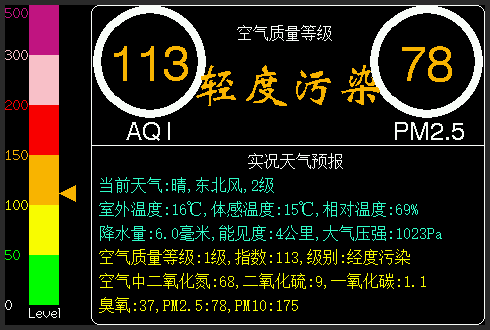 500
300
200
150
100
50
0
Level
空气质量等级
113
78
轻度污染
AQI
PM2.5
实况天气预报
当前天气:晴,东北风,2级
室外温度:16℃,体感温度:15℃,相对温度:69%
降水量:6.0毫米,能见度:4公里,大气压强:1023Pa
空气质量等级:1级,指数:113,级别:经度污染
空气中二氧化氮:68,二氧化硫:9,一氧化碳:1.1
臭氧:37,PM2.5:78,PM10:175